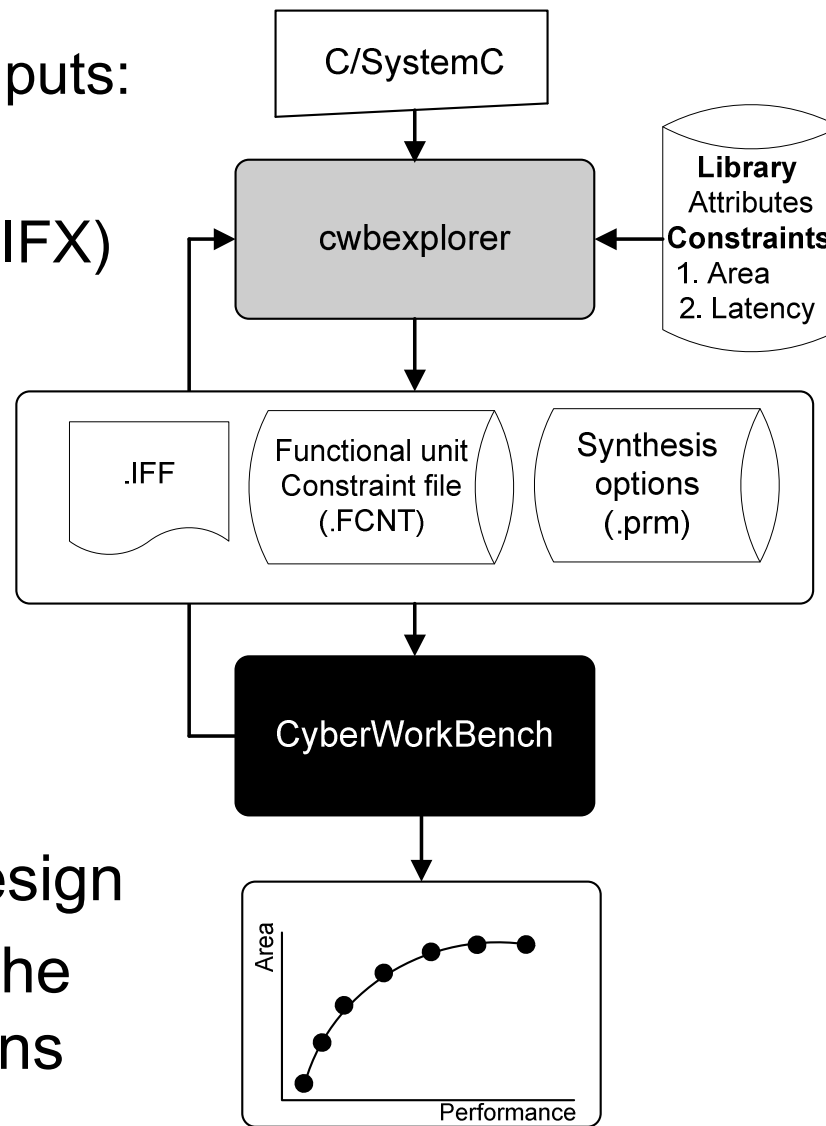 C/SystemC
puts:
Library
Attributes
Constraints
1. Area
2. Latency
IFX)
cwbexplorer
.IFF
Functional unit
Constraint file
(.FCNT)
Synthesis
options
(.prm)
CyberWorkBench
esign
he
ns
Area
Performance